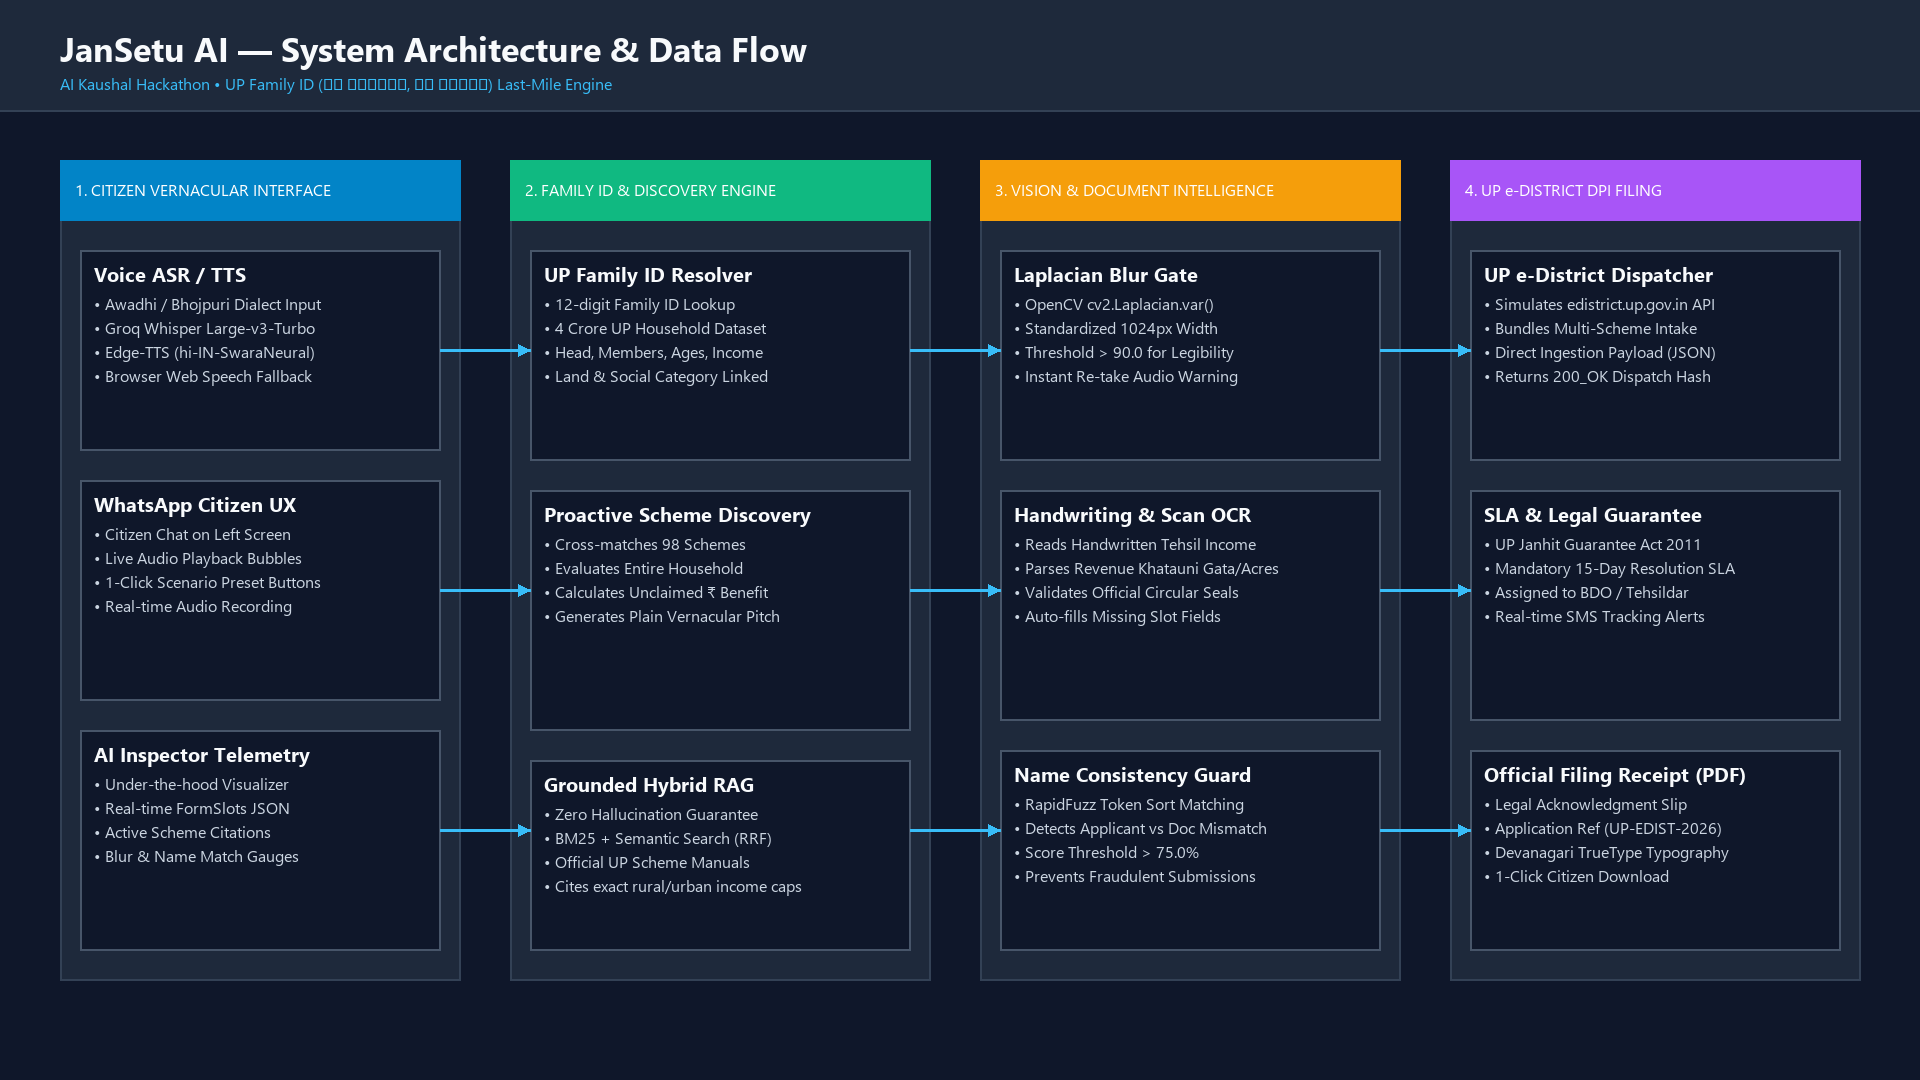 JanSetu AI — System Architecture & Data Flow
AI Kaushal Hackathon • UP Family ID ( , ) Last-Mile Engine
1. CITIZEN VERNACULAR INTERFACE
Voice ASR / TTS
• Awadhi / Bhojpuri Dialect Input
• Groq Whisper Large-v3-Turbo
• Edge-TTS (hi-IN-SwaraNeural)
• Browser Web Speech Fallback
WhatsApp Citizen UX
• Citizen Chat on Left Screen
• Live Audio Playback Bubbles
• 1-Click Scenario Preset Buttons
• Real-time Audio Recording
AI Inspector Telemetry
• Under-the-hood Visualizer
• Real-time FormSlots JSON
• Active Scheme Citations
• Blur & Name Match Gauges
2. FAMILY ID & DISCOVERY ENGINE
UP Family ID Resolver
• 12-digit Family ID Lookup
• 4 Crore UP Household Dataset
• Head, Members, Ages, Income
• Land & Social Category Linked
Proactive Scheme Discovery
• Cross-matches 98 Schemes
• Evaluates Entire Household
• Calculates Unclaimed ₹ Benefit
• Generates Plain Vernacular Pitch
Grounded Hybrid RAG
• Zero Hallucination Guarantee
• BM25 + Semantic Search (RRF)
• Official UP Scheme Manuals
• Cites exact rural/urban income caps
3. VISION & DOCUMENT INTELLIGENCE
Laplacian Blur Gate
• OpenCV cv2.Laplacian.var()
• Standardized 1024px Width
• Threshold > 90.0 for Legibility
• Instant Re-take Audio Warning
Handwriting & Scan OCR
• Reads Handwritten Tehsil Income
• Parses Revenue Khatauni Gata/Acres
• Validates Official Circular Seals
• Auto-fills Missing Slot Fields
Name Consistency Guard
• RapidFuzz Token Sort Matching
• Detects Applicant vs Doc Mismatch
• Score Threshold > 75.0%
• Prevents Fraudulent Submissions
4. UP e-DISTRICT DPI FILING
UP e-District Dispatcher
• Simulates edistrict.up.gov.in API
• Bundles Multi-Scheme Intake
• Direct Ingestion Payload (JSON)
• Returns 200_OK Dispatch Hash
SLA & Legal Guarantee
• UP Janhit Guarantee Act 2011
• Mandatory 15-Day Resolution SLA
• Assigned to BDO / Tehsildar
• Real-time SMS Tracking Alerts
Official Filing Receipt (PDF)
• Legal Acknowledgment Slip
• Application Ref (UP-EDIST-2026)
• Devanagari TrueType Typography
• 1-Click Citizen Download